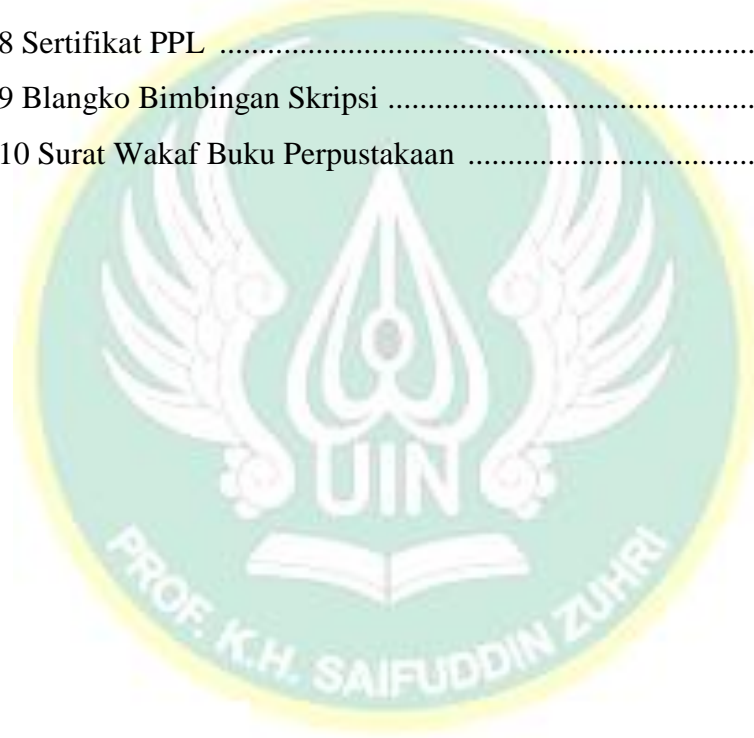 8 Sertifikat PPL ....................................................................
9 Blangko Bimbingan Skripsi ..............................................
10 Surat Wakaf Buku Perpustakaan ....................................
UIN
PROF. K.H. SAIFUDDIN ZUHRI